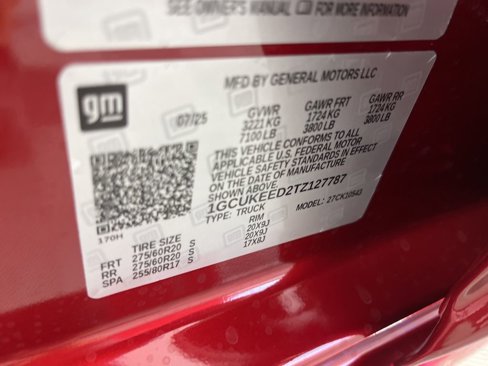 SEE OWNER'S MANUAL FOR MORE INFORMATION
MFD BY GENERAL MOTORS LLC
gm
07/25
GVWR GAWR FRT GAWR RR
3221 KG 1724 KG 1724 KG
7100 LB 3800 LB 3800 LB
THIS VEHICLE CONFORMS TO ALL
APPLICABLE U.S. FEDERAL MOTOR
VEHICLE SAFETY STANDARDS IN EFFECT
ON THE DATE OF MANUFACTURE
SHOWN ABOVE.
1GCUKEED2TZ127787
TYPE: TRUCK MODEL: 27CK10543
170H
TIRE SIZE RIM
FRT 275/60R20 S 20X9J
RR 275/60R20 S 20X9J
SPA 255/80R17 S 17X8J